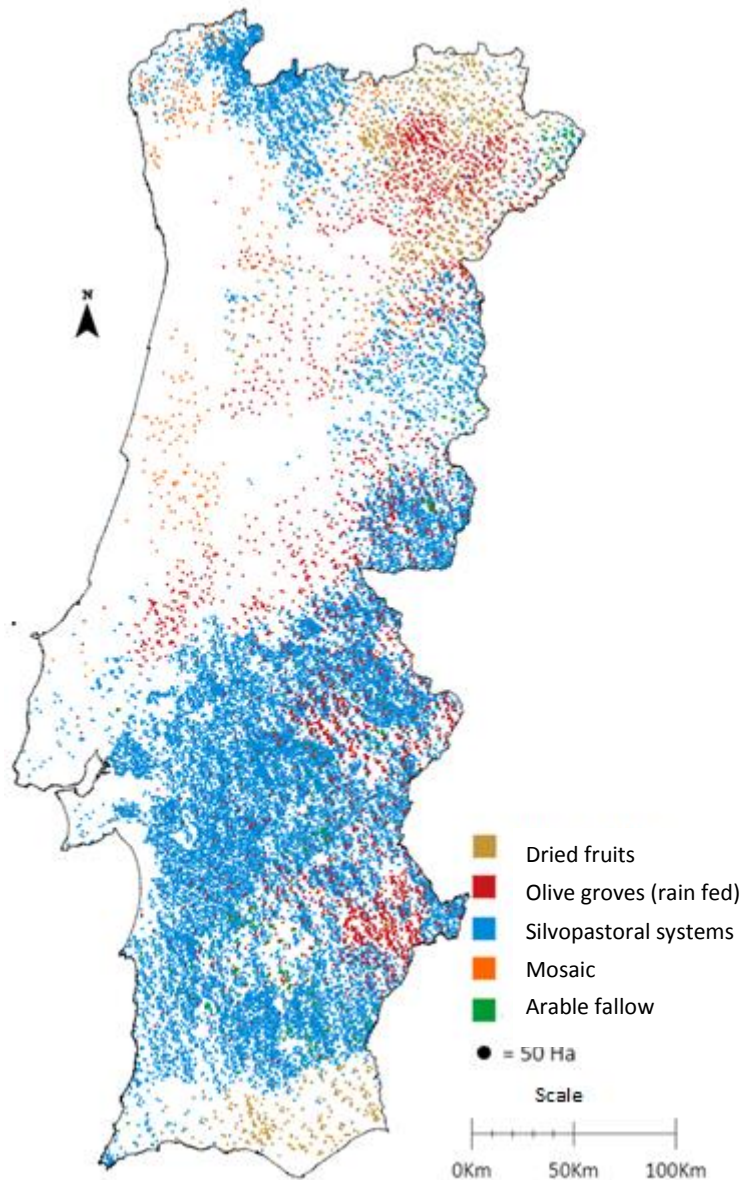 N
Dried fruits
Olive groves (rain fed)
Silvopastoral systems
Mosaic
Arable fallow
= 50 Ha
Scale
0Km 50Km 100Km